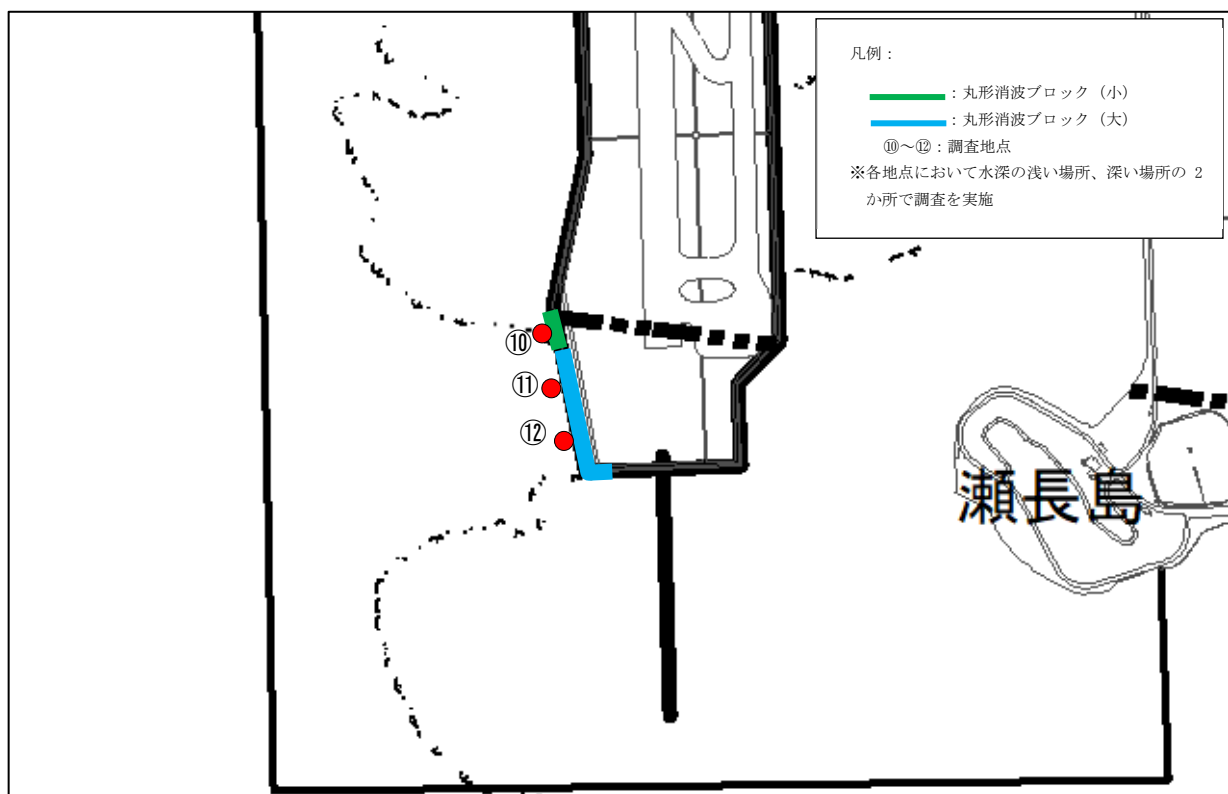 凡例：
：丸形消波ブロック（小）
：丸形消波ブロック（大）
⑩～⑫：調査地点
※各地点において水深の浅い場所、深い場所の 2
か所で調査を実施
⑩
⑪
⑫
瀬長島